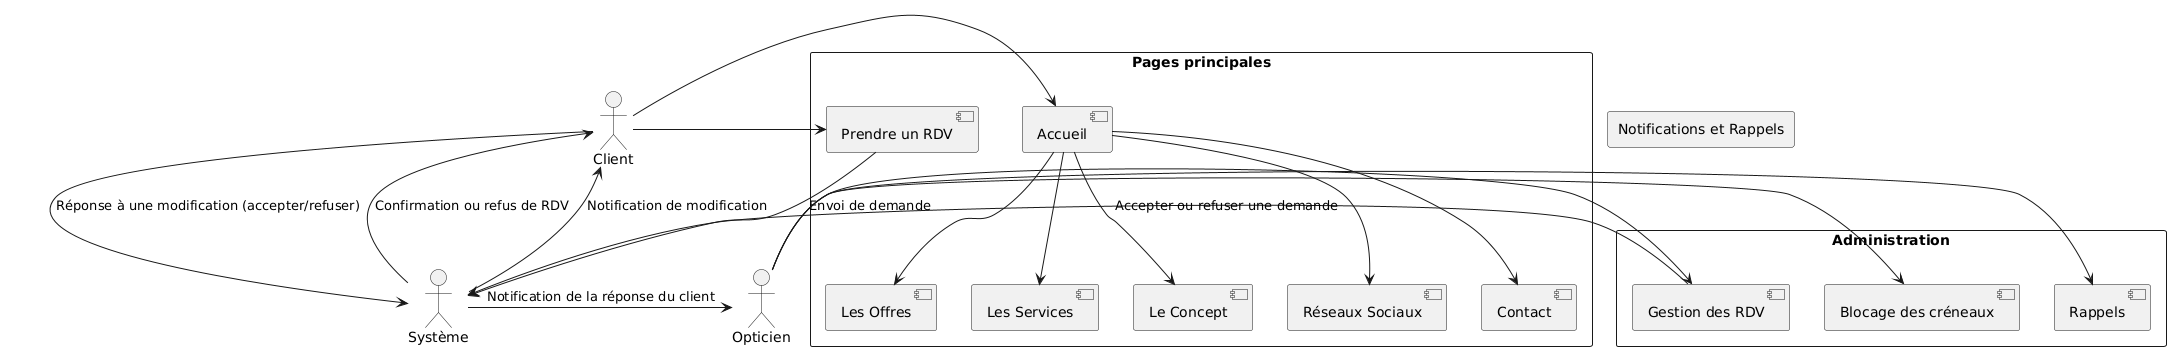 Pages principales
Prendre un RDV
Accueil
Notifications et Rappels
Client
Réponse à une modification (accepter/refuser)
Confirmation ou refus de RDV
Notification de modification
Envoi de demande
Accepter ou refuser une demande
Administration
Notification de la réponse du client
Les Offres
Les Services
Le Concept
Réseaux Sociaux
Contact
Gestion des RDV
Blocage des créneaux
Rappels
Système
Opticien